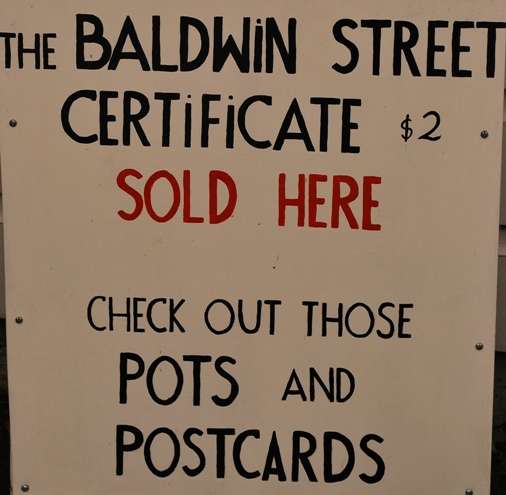 THE BALDWiN STREET
CERTiFiCATE $2
SOLD HERE
CHECK OUT THOSE
POTS AND
POSTCARDS